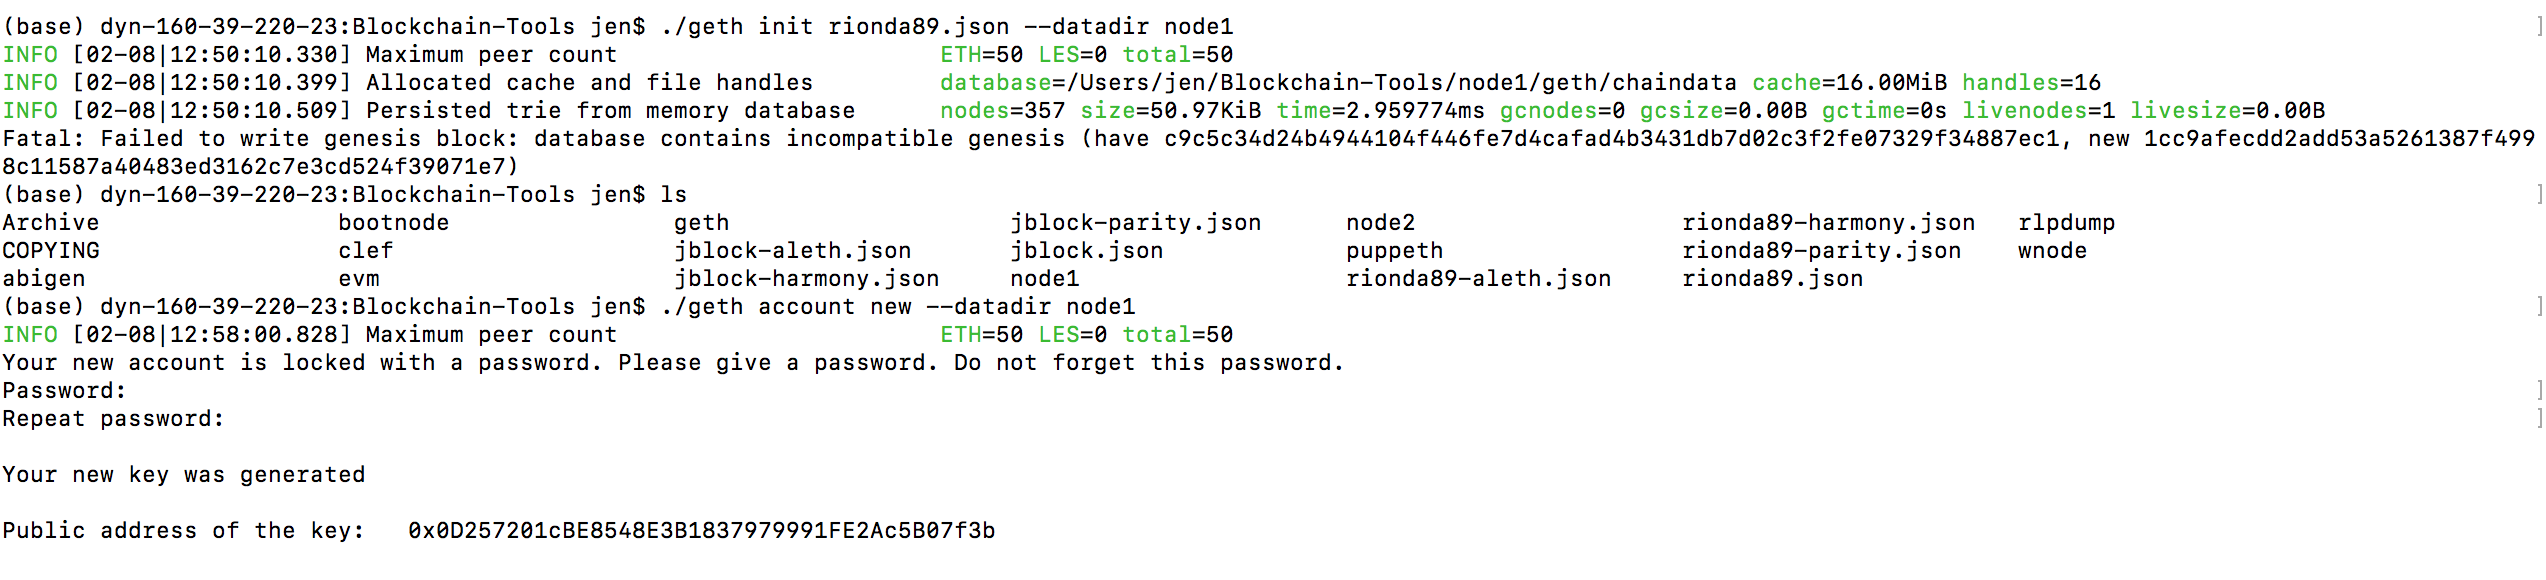 (base) dyn-160-39-220-23:Blockchain-Tools jen$ ./geth init rionda89.json --datadir node1 ]
INFO [02-08|12:50:10.330] Maximum peer count ETH=50 LES=0 total=50
INFO [02-08|12:50:10.399] Allocated cache and file handles database=/Users/jen/Blockchain-Tools/node1/geth/chaindata cache=16.00MiB handles=16
INFO [02-08|12:50:10.509] Persisted trie from memory database nodes=357 size=50.97KiB time=2.959774ms gcnodes=0 gcsize=0.00B gctime=0s livenodes=1 livesize=0.00B
Fatal: Failed to write genesis block: database contains incompatible genesis (have c9c5c34d24b4944104f446fe7d4cafad4b3431db7d02c3f2fe07329f34887ec1, new 1cc9afecdd2add53a5261387f499
8c11587a40483ed3162c7e3cd524f39071e7)
(base) dyn-160-39-220-23:Blockchain-Tools jen$ ls ]
Archive bootnode geth jblock-parity.json node2 rionda89-harmony.json rlpdump
COPYING clef jblock-aleth.json jblock.json puppeth rionda89-parity.json wnode
abigen evm jblock-harmony.json node1 rionda89-aleth.json rionda89.json
(base) dyn-160-39-220-23:Blockchain-Tools jen$ ./geth account new --datadir node1 ]
INFO [02-08|12:58:00.828] Maximum peer count ETH=50 LES=0 total=50
Your new account is locked with a password. Please give a password. Do not forget this password.
Password: ]
Repeat password: ]
Your new key was generated
Public address of the key: 0x0D257201cBE8548E3B1837979991FE2Ac5B07f3b